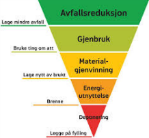 Avfallsreduksjon
Lage mindre avfall
Gjenbruk
Bruke ting om att
Material-
gjenvinning
Lage nytt av brukt
Energi-
utnyttelse
Brenne
Deponering
Legge på fylling